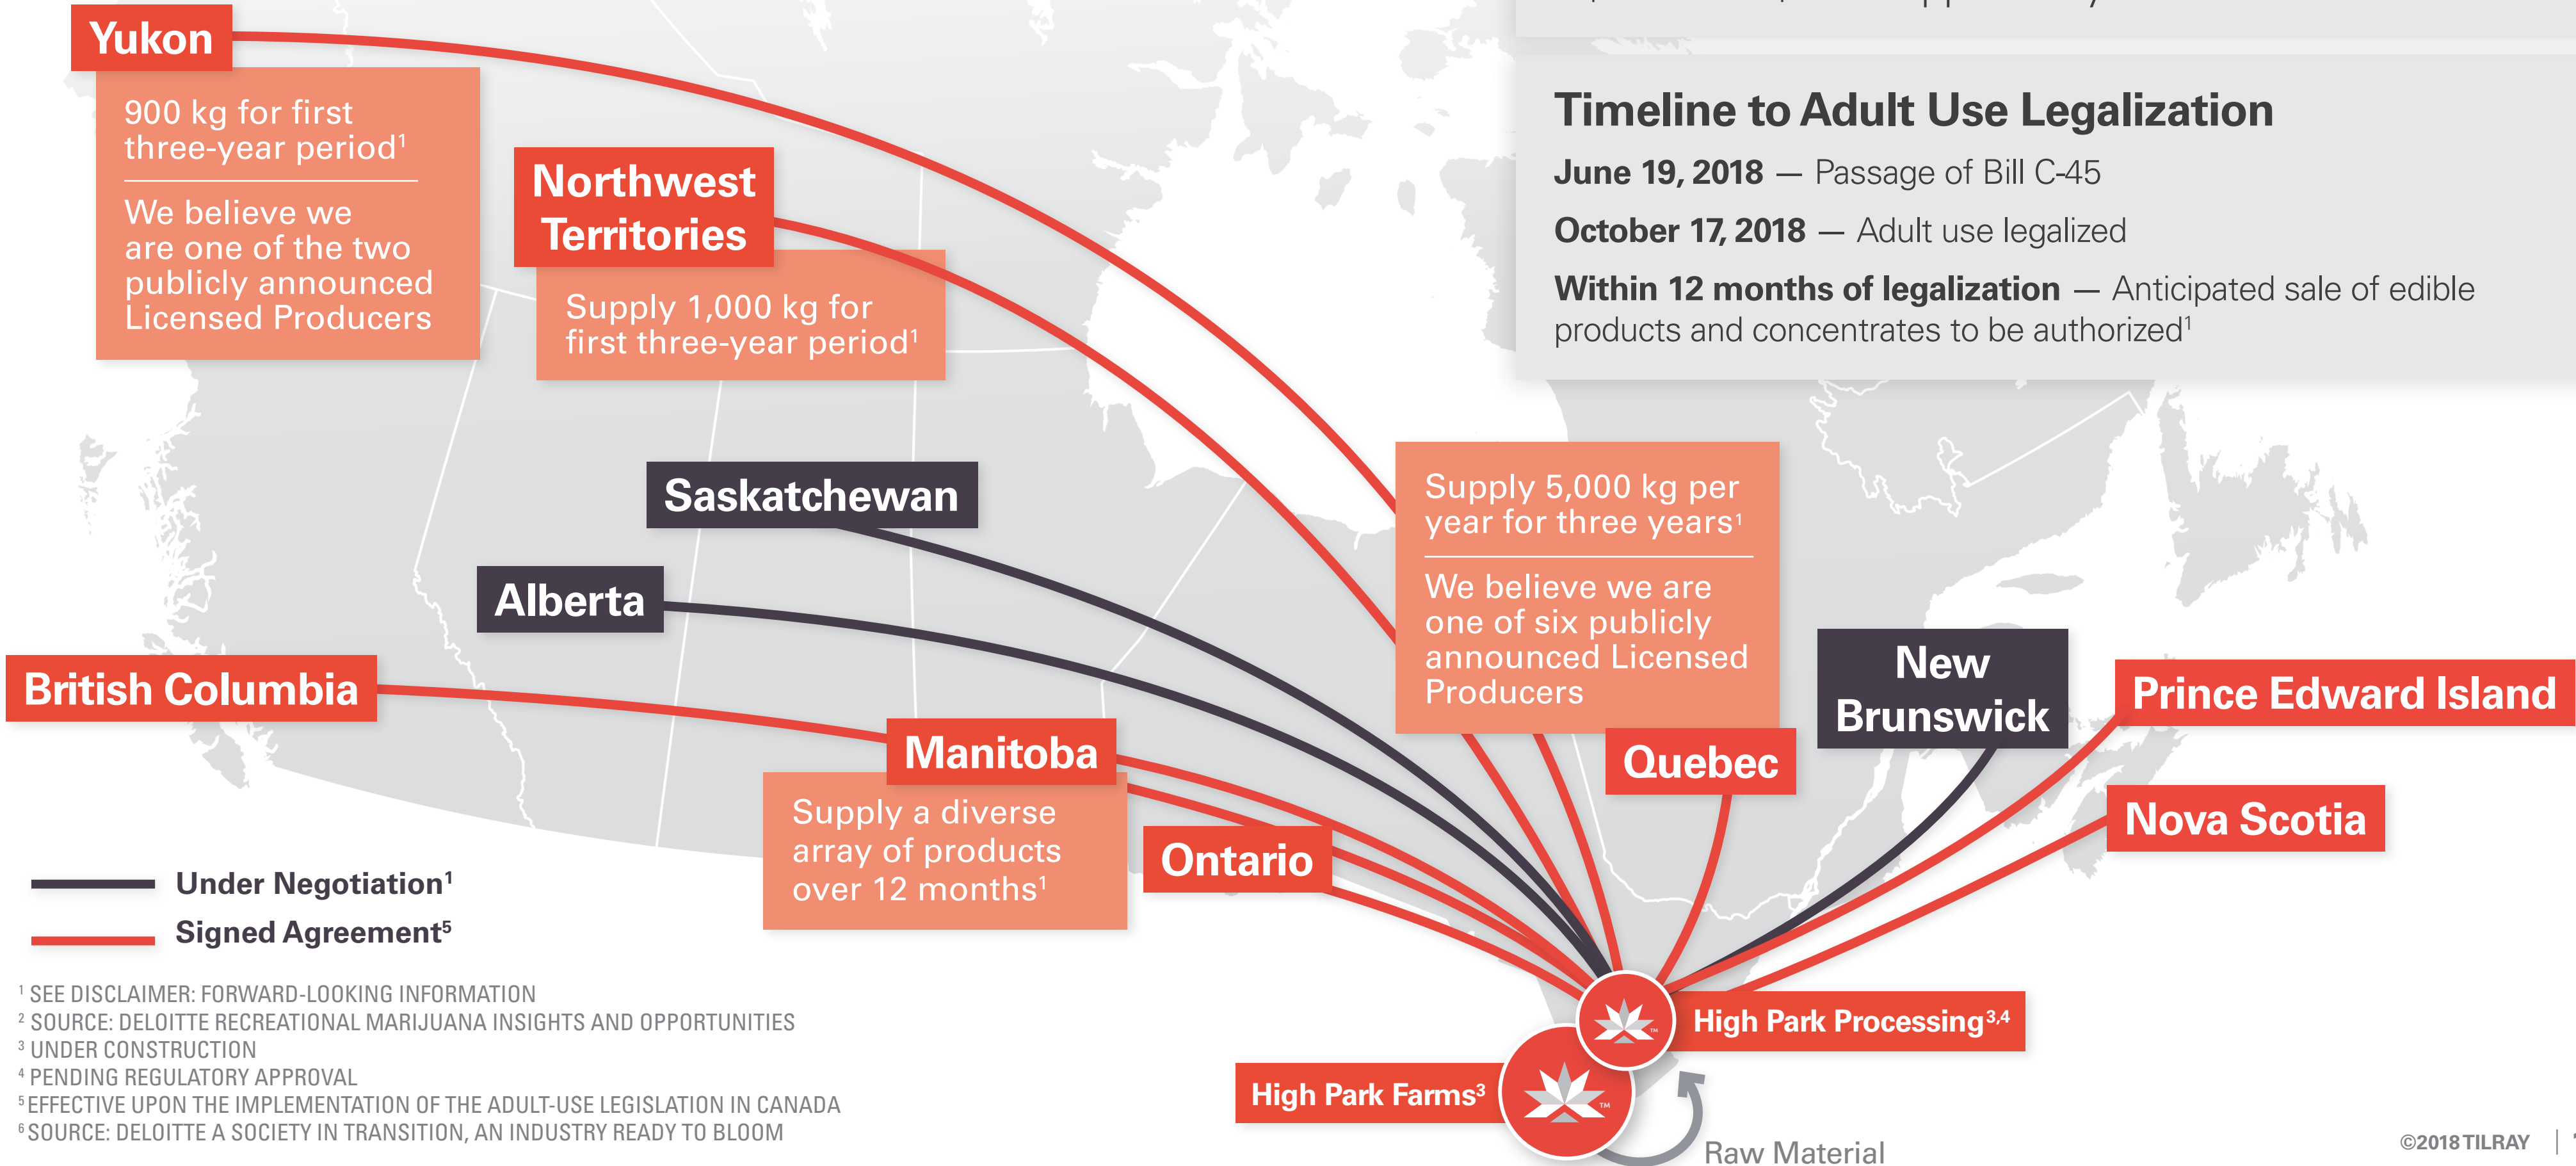 Yukon
900 kg for first
three-year period¹
We believe we
are one of the two
publicly announced
Licensed Producers
Northwest
Territories
Supply 1,000 kg for
first three-year period¹
Timeline to Adult Use Legalization
June 19, 2018 — Passage of Bill C-45
October 17, 2018 — Adult use legalized
Within 12 months of legalization — Anticipated sale of edible
products and concentrates to be authorized¹
Saskatchewan
Alberta
British Columbia
Manitoba
Supply a diverse
array of products
over 12 months¹
Ontario
Supply 5,000 kg per
year for three years¹
We believe we are
one of six publicly
announced Licensed
Producers
Quebec
New
Brunswick
Prince Edward Island
Nova Scotia
Under Negotiation¹
Signed Agreement⁵
High Park Processing³,⁴
TM
High Park Farms³
TM
Raw Material
¹ SEE DISCLAIMER: FORWARD-LOOKING INFORMATION
² SOURCE: DELOITTE RECREATIONAL MARIJUANA INSIGHTS AND OPPORTUNITIES
³ UNDER CONSTRUCTION
⁴ PENDING REGULATORY APPROVAL
⁵ EFFECTIVE UPON THE IMPLEMENTATION OF THE ADULT-USE LEGISLATION IN CANADA
⁶ SOURCE: DELOITTE A SOCIETY IN TRANSITION, AN INDUSTRY READY TO BLOOM
©2018 TILRAY |